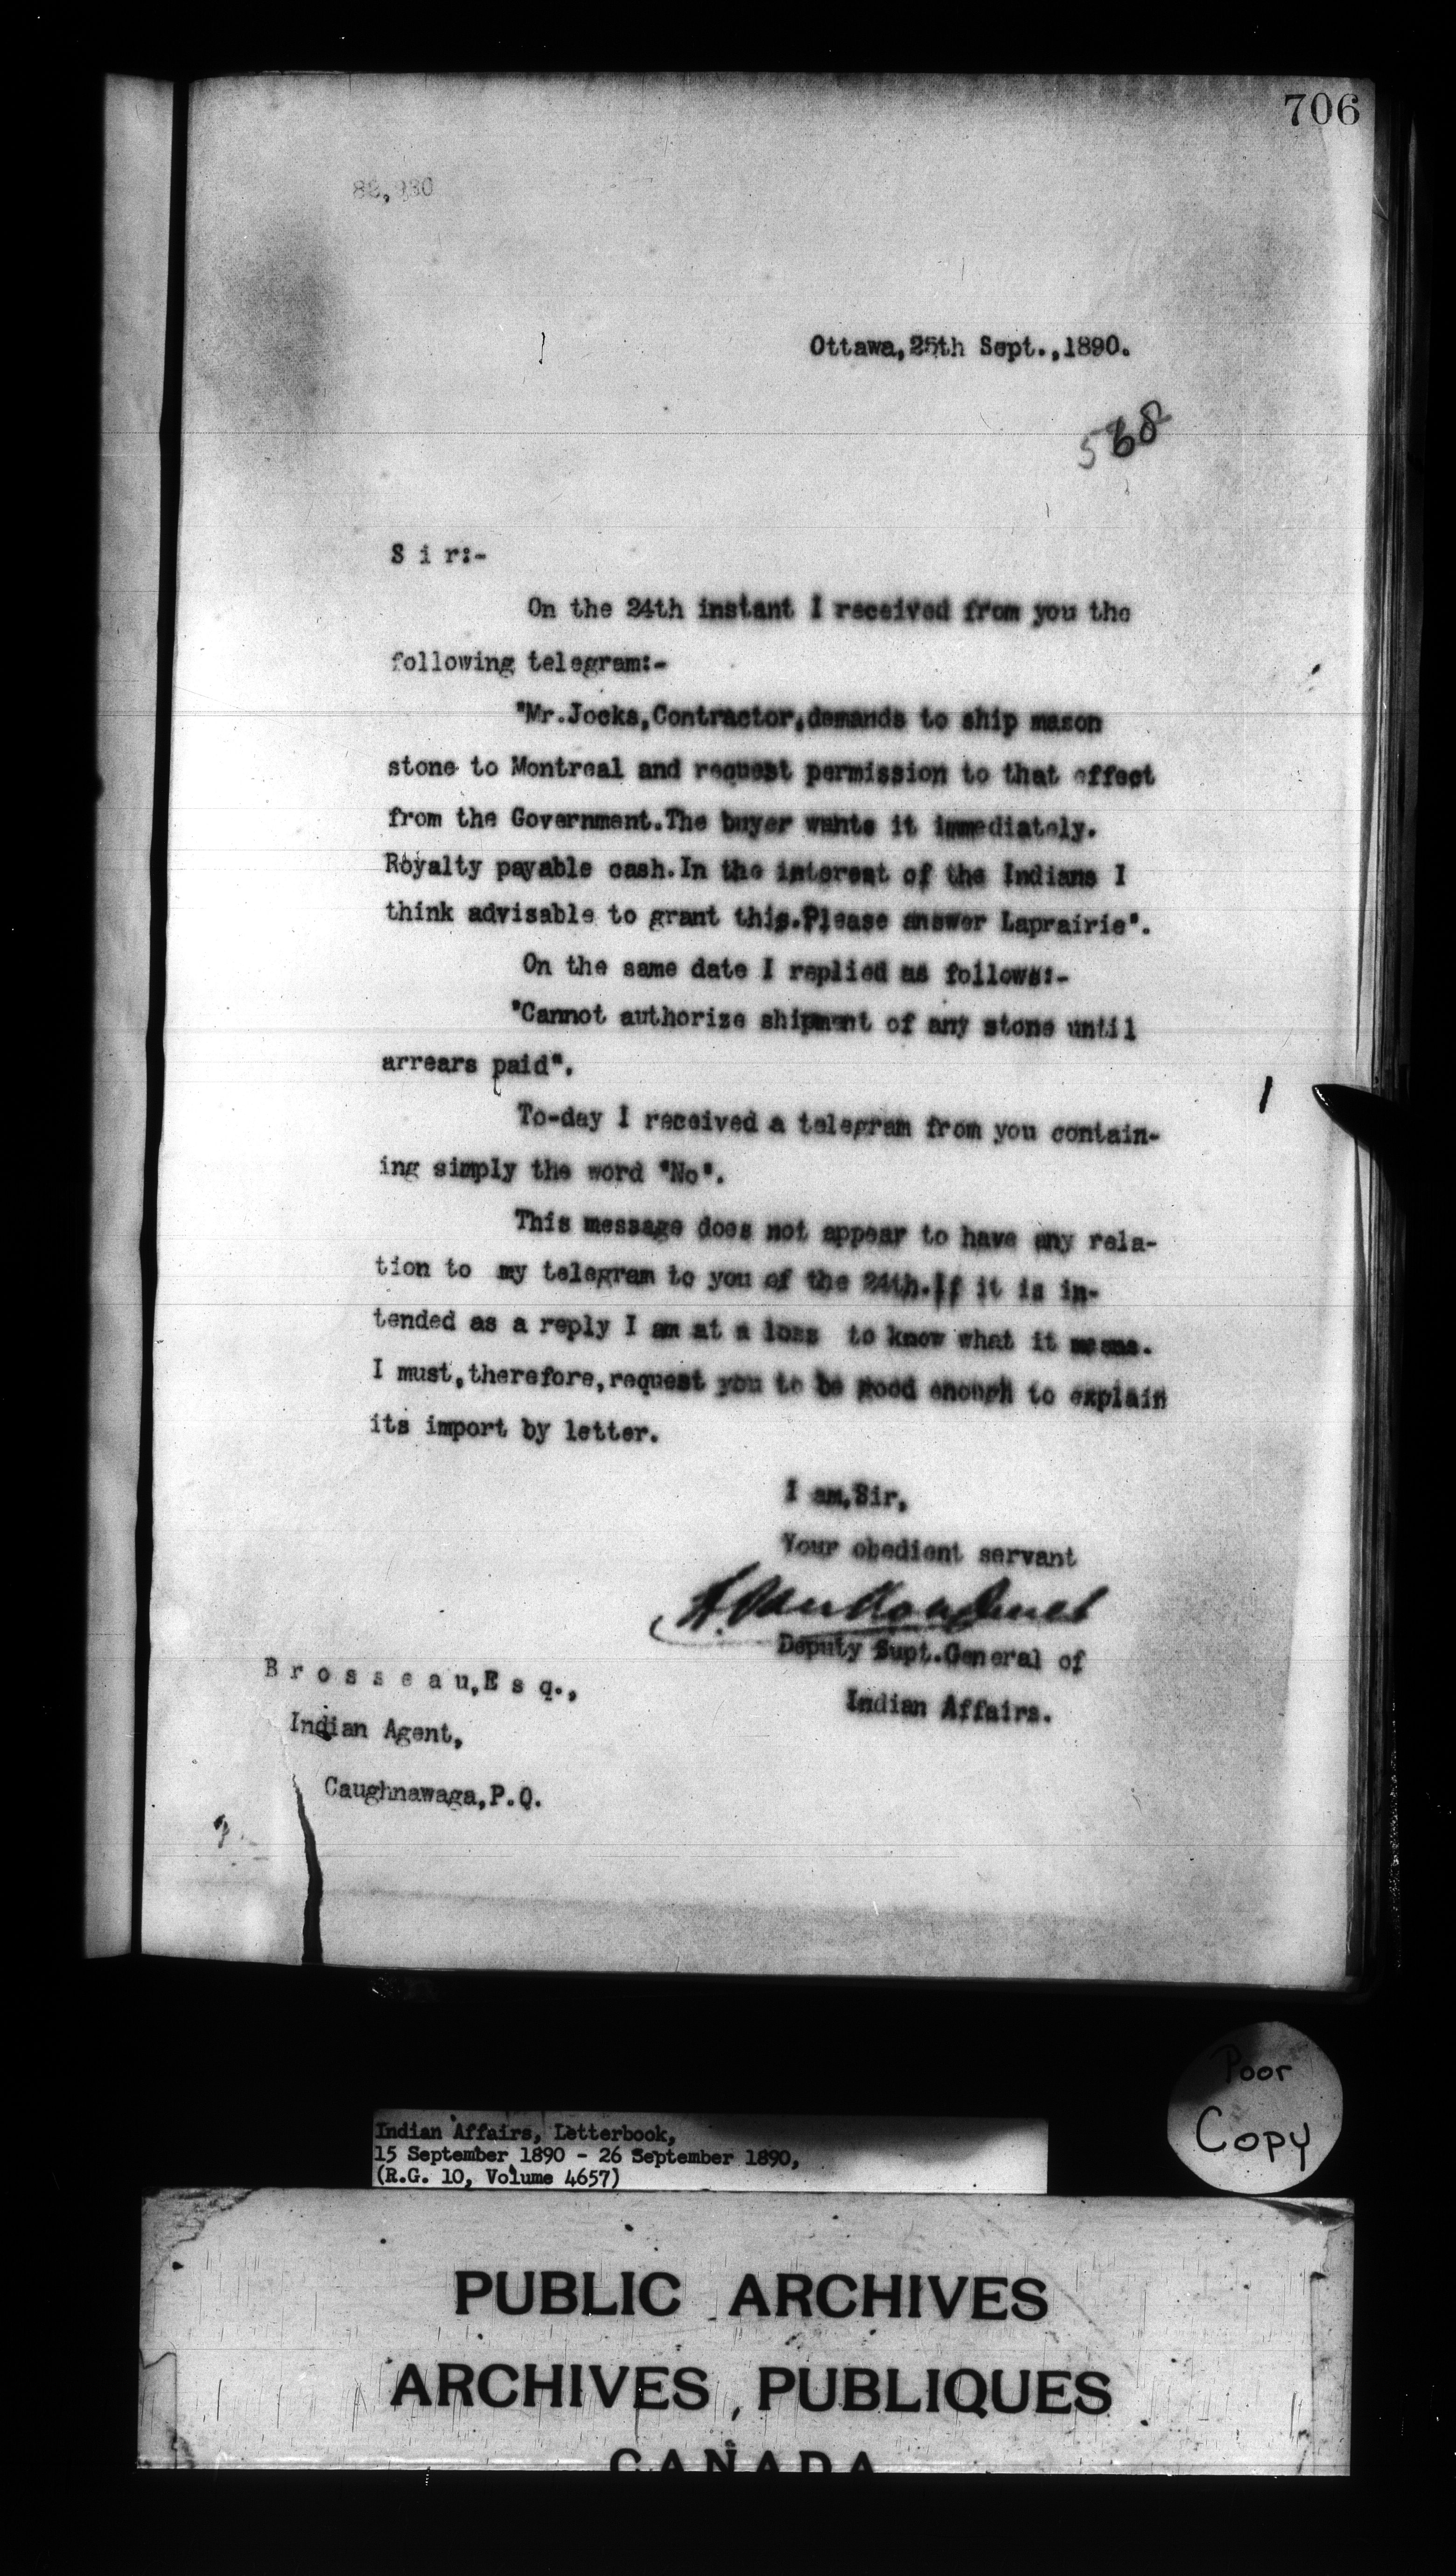 706
Ottawa,25th Sept.,1890.
568
S i r:-
On the 24th instant I received from you the
following telegram:-
"Mr.Jocks,Contractor,demands to ship mason
stone to Montreal and request permission to that effect
from the Government.The buyer wants it immediately.
Royalty payable cash.In the interest of the Indians I
think advisable to grant this.Please answer Laprairie".
On the same date I replied as follows:-
"Cannot authorize shipment of any stone until
arrears paid".
To-day I received a telegram from you contain-
ing simply the word "No".
This message does not appear to have any rela-
tion to my telegram to you of the 24th.If it is in-
tended as a reply I am at a loss to know what it means.
I must,therefore,request you to be good enough to explain
its import by letter.
I am,Sir,
Your obedient servant
L. Vankoughnet
Deputy Supt.General of
Indian Affairs.
B r o s s e a u,E s q.,
Indian Agent,
Caughnawaga,P.Q.
Poor
Copy
Indian Affairs, Letterbook,
15 September 1890 - 26 September 1890,
(R.G. 10, Volume 4657)
PUBLIC ARCHIVES
ARCHIVES PUBLIQUES
CANADA